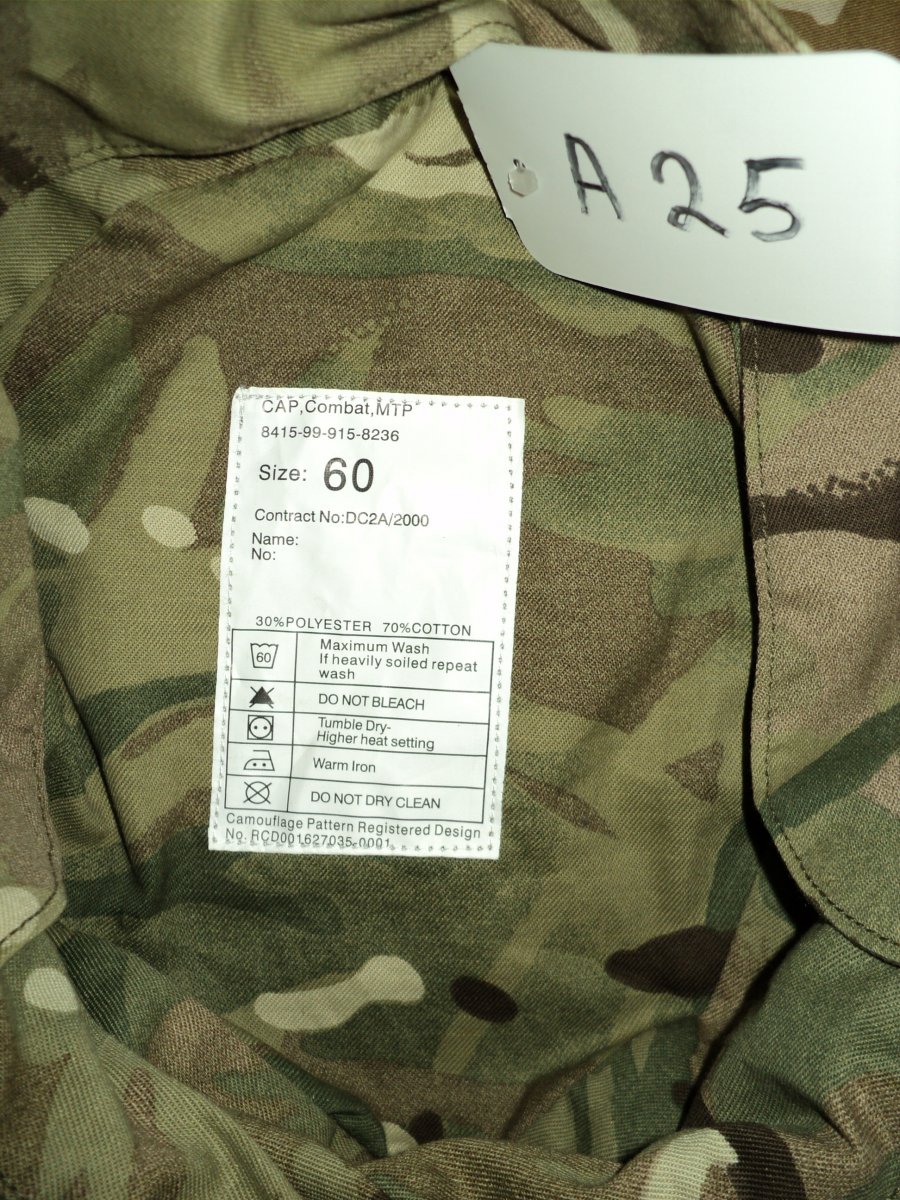 A 25
CAP,Combat,MTP
8415-99-915-8236
Size: 60
Contract No:DC2A/2000
Name:
No:
30%POLYESTER 70%COTTON
60
Maximum Wash
If heavily soiled repeat
wash
DO NOT BLEACH
Tumble Dry-
Higher heat setting
Warm Iron
DO NOT DRY CLEAN
Camouflage Pattern Registered Design
No. RCD001627035-0001